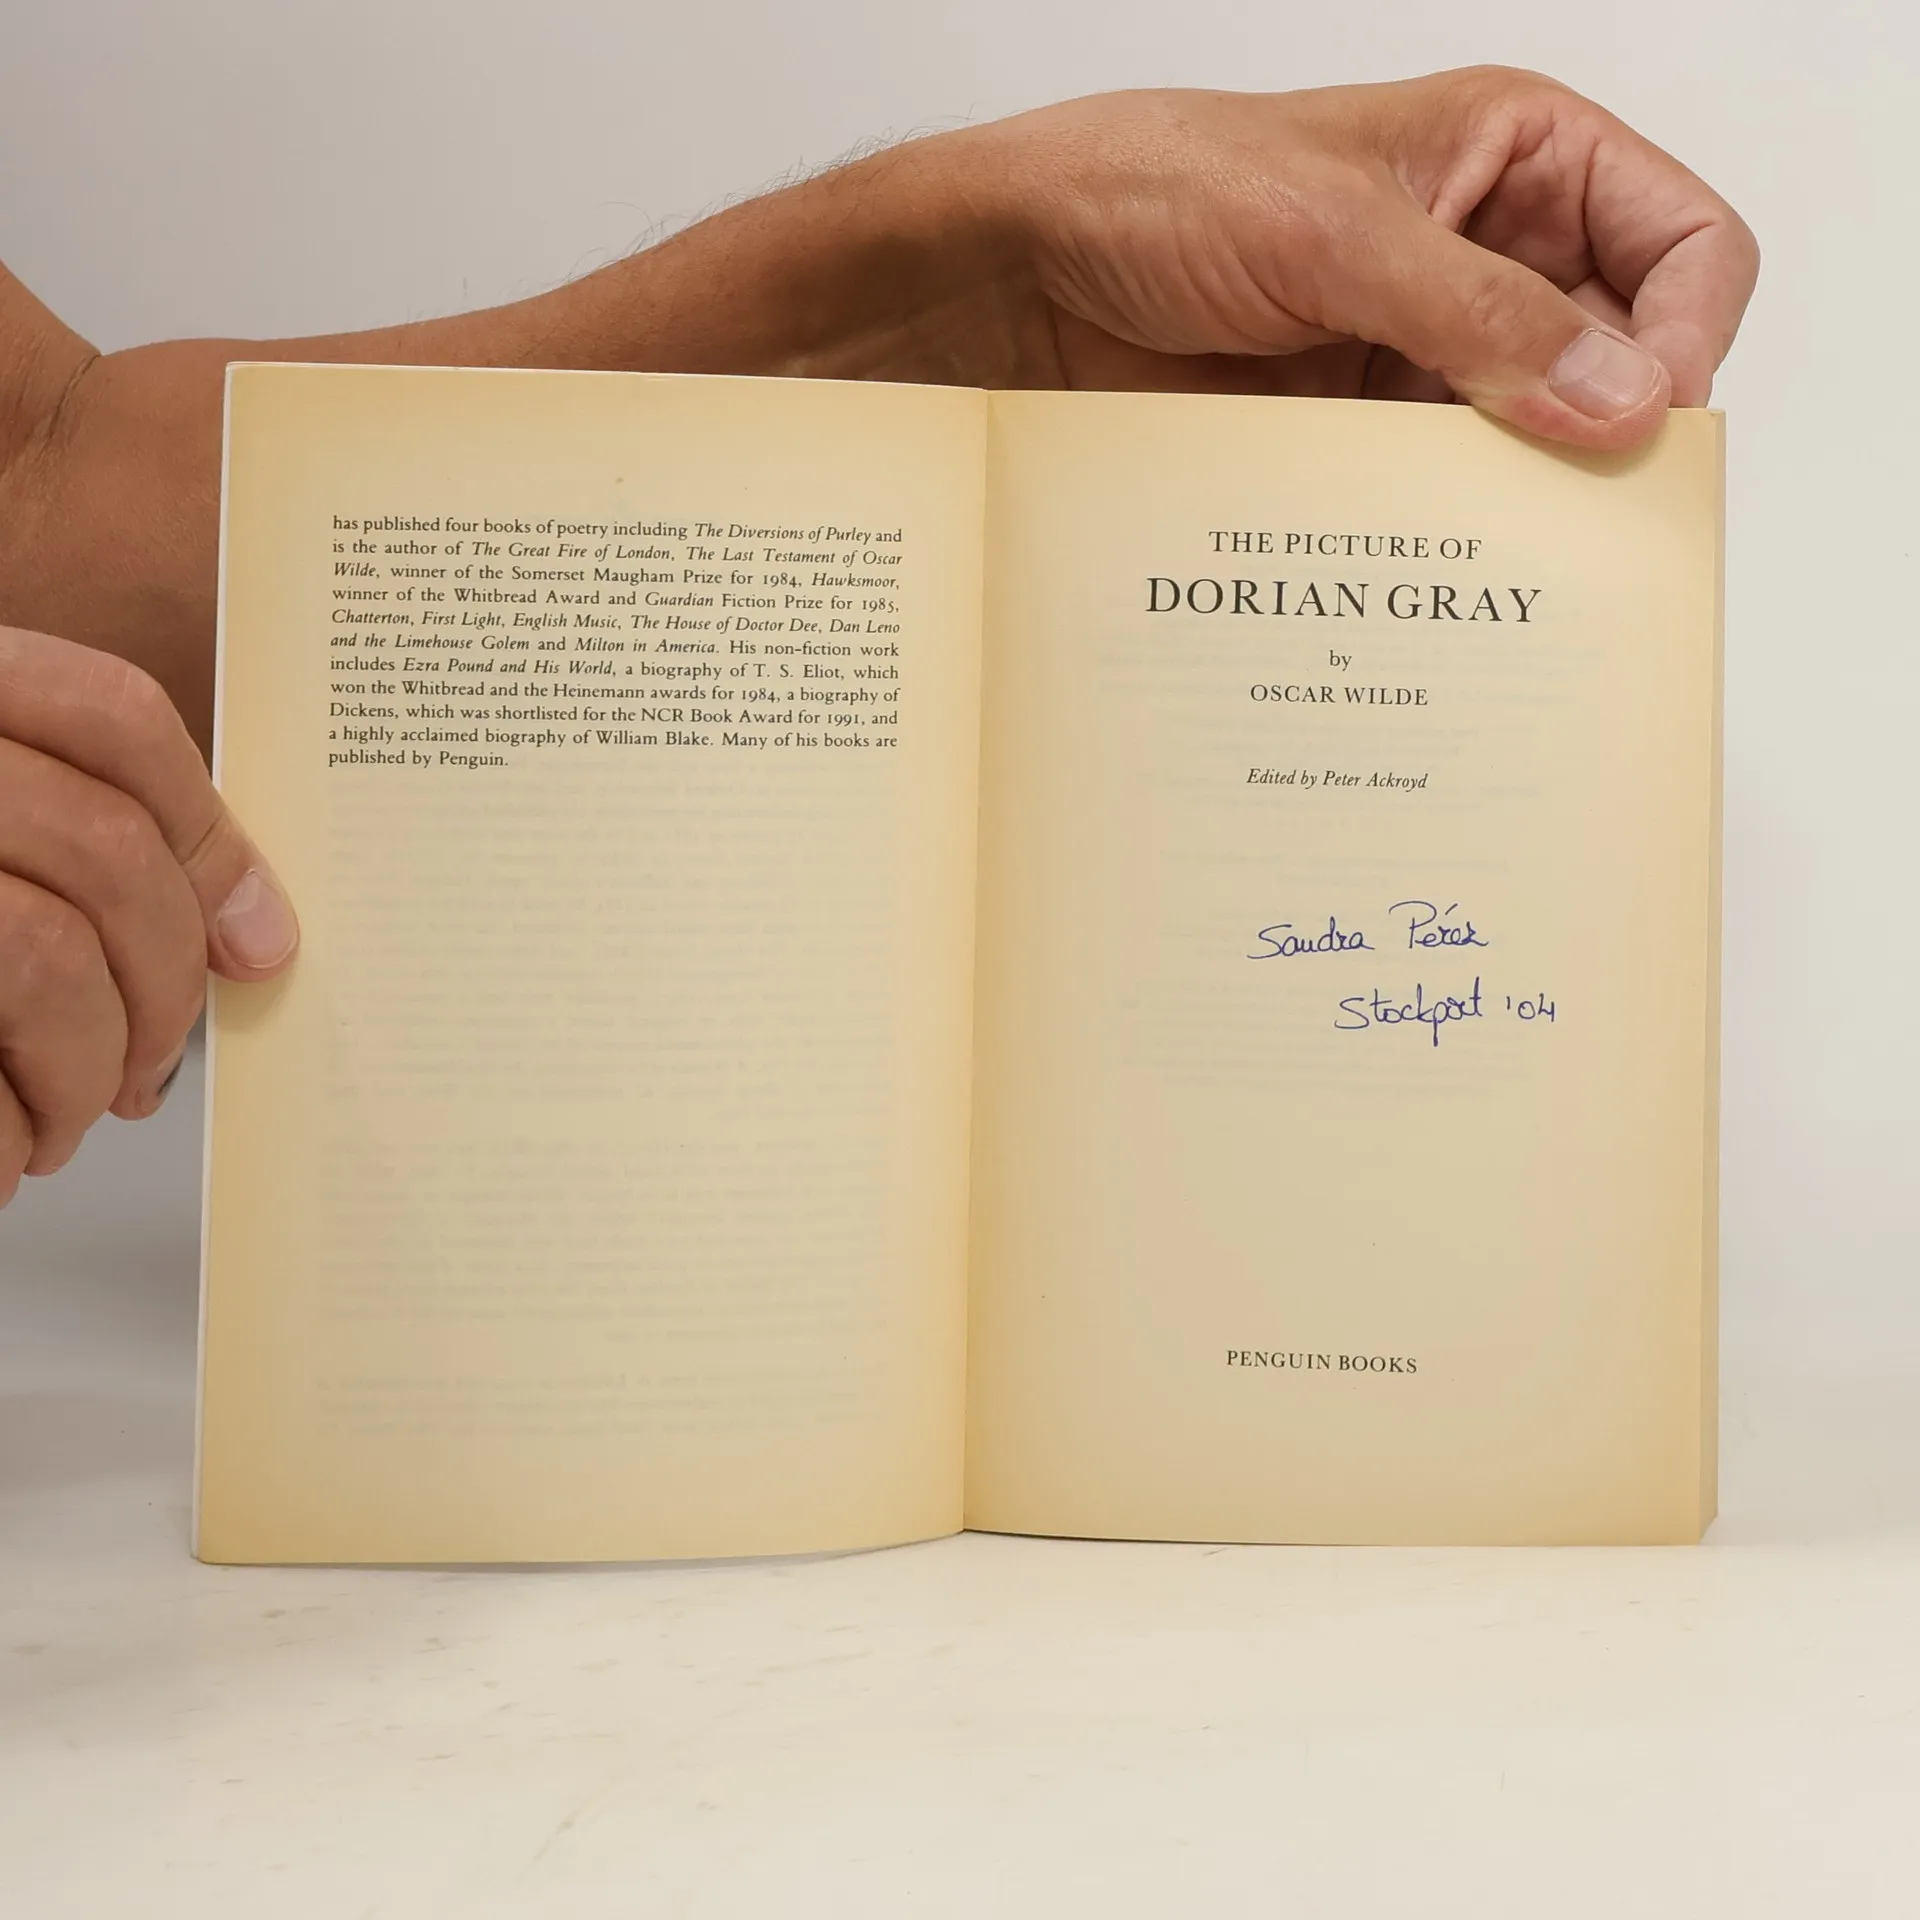 has published four books of poetry including The Diversions of Purley and
is the author of The Great Fire of London, The Last Testament of Oscar
Wilde, winner of the Somerset Maugham Prize for 1984, Hawksmoor,
winner of the Whitbread Award and Guardian Fiction Prize for 1985,
Chatterton, First Light, English Music, The House of Doctor Dee, Dan Leno
and the Limehouse Golem and Milton in America. His non-fiction work
includes Ezra Pound and His World, a biography of T. S. Eliot, which
won the Whitbread and the Heinemann awards for 1984, a biography of
Dickens, which was shortlisted for the NCR Book Award for 1991, and
a highly acclaimed biography of William Blake. Many of his books are
published by Penguin.
THE PICTURE OF
DORIAN GRAY
by
OSCAR WILDE
Edited by Peter Ackroyd
Sandra Pérez
Stockport '04
PENGUIN BOOKS